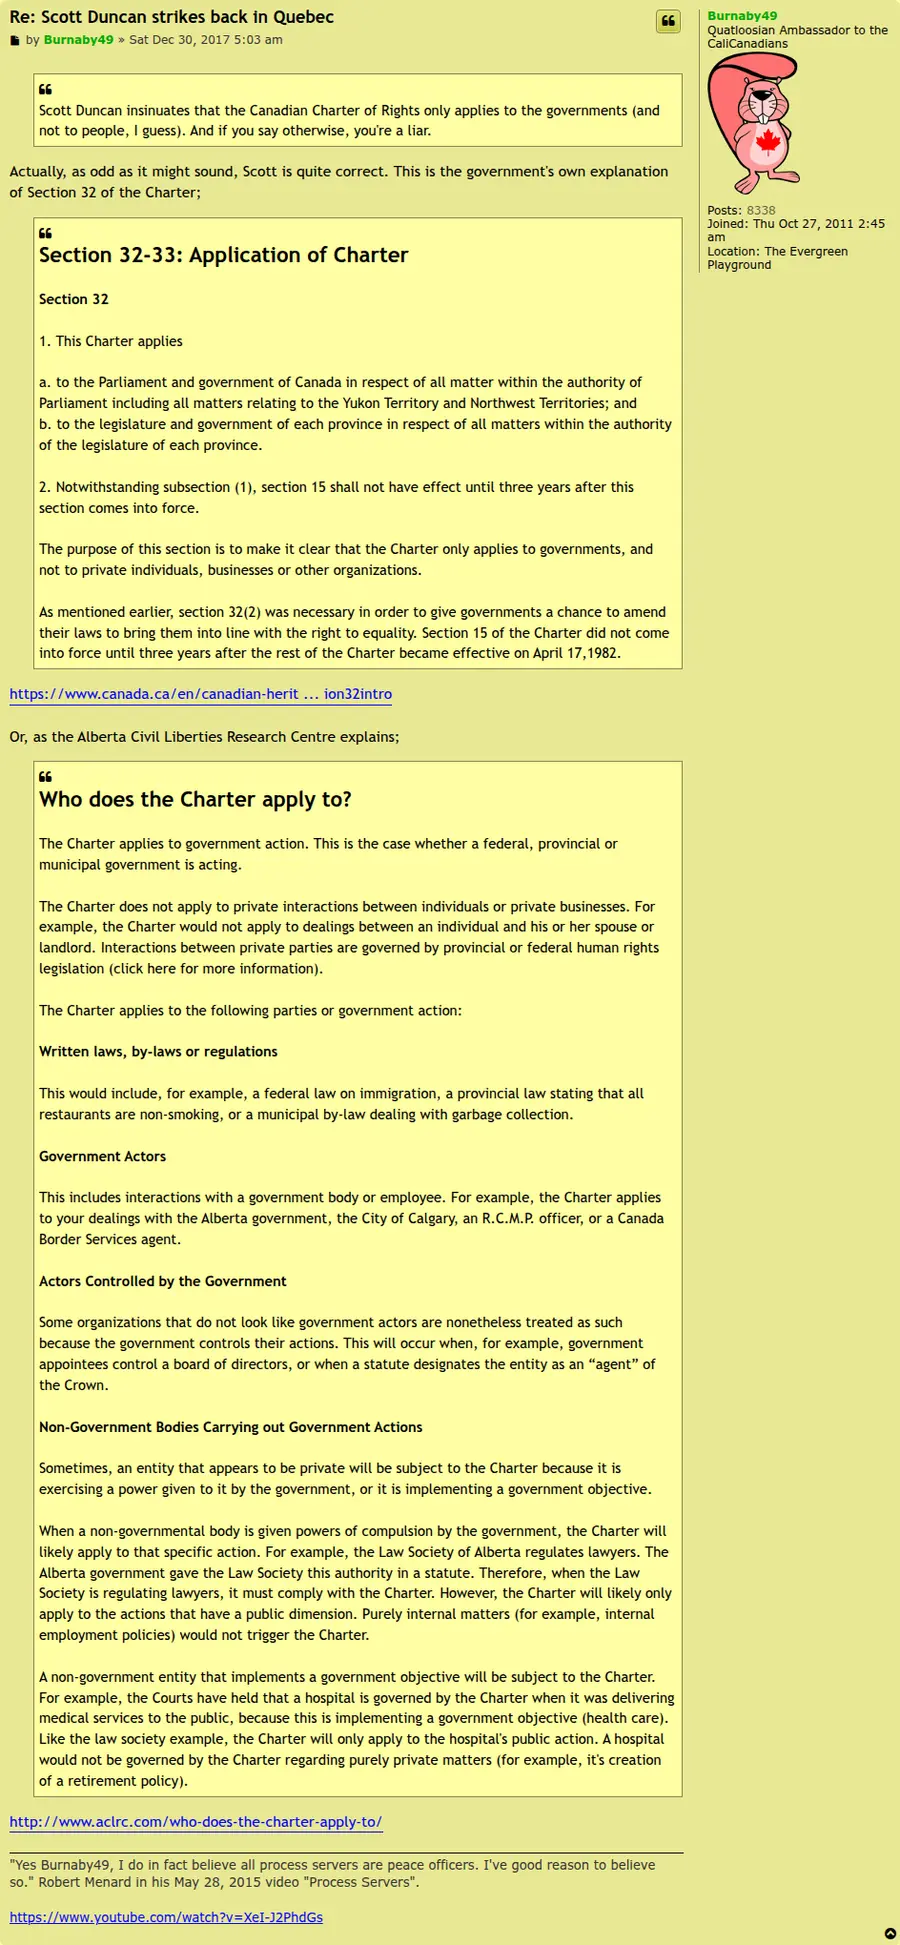 Re: Scott Duncan strikes back in Quebec
by Burnaby49 » Sat Dec 30, 2017 5:03 am
Scott Duncan insinuates that the Canadian Charter of Rights only applies to the governments (and
not to people, I guess). And if you say otherwise, you're a liar.
Actually, as odd as it might sound, Scott is quite correct. This is the government's own explanation
of Section 32 of the Charter;
Section 32-33: Application of Charter
Section 32
1. This Charter applies
a. to the Parliament and government of Canada in respect of all matter within the authority of
Parliament including all matters relating to the Yukon Territory and Northwest Territories; and
b. to the legislature and government of each province in respect of all matters within the authority
of the legislature of each province.
2. Notwithstanding subsection (1), section 15 shall not have effect until three years after this
section comes into force.
The purpose of this section is to make it clear that the Charter only applies to governments, and
not to private individuals, businesses or other organizations.
As mentioned earlier, section 32(2) was necessary in order to give governments a chance to amend
their laws to bring them into line with the right to equality. Section 15 of the Charter did not come
into force until three years after the rest of the Charter became effective on April 17,1982.
https://www.canada.ca/en/canadian-herit ... ion32intro
Or, as the Alberta Civil Liberties Research Centre explains;
Who does the Charter apply to?
The Charter applies to government action. This is the case whether a federal, provincial or
municipal government is acting.
The Charter does not apply to private interactions between individuals or private businesses. For
example, the Charter would not apply to dealings between an individual and his or her spouse or
landlord. Interactions between private parties are governed by provincial or federal human rights
legislation (click here for more information).
The Charter applies to the following parties or government action:
Written laws, by-laws or regulations
This would include, for example, a federal law on immigration, a provincial law stating that all
restaurants are non-smoking, or a municipal by-law dealing with garbage collection.
Government Actors
This includes interactions with a government body or employee. For example, the Charter applies
to your dealings with the Alberta government, the City of Calgary, an R.C.M.P. officer, or a Canada
Border Services agent.
Actors Controlled by the Government
Some organizations that do not look like government actors are nonetheless treated as such
because the government controls their actions. This will occur when, for example, government
appointees control a board of directors, or when a statute designates the entity as an “agent” of
the Crown.
Non-Government Bodies Carrying out Government Actions
Sometimes, an entity that appears to be private will be subject to the Charter because it is
exercising a power given to it by the government, or it is implementing a government objective.
When a non-governmental body is given powers of compulsion by the government, the Charter will
likely apply to that specific action. For example, the Law Society of Alberta regulates lawyers. The
Alberta government gave the Law Society this authority in a statute. Therefore, when the Law
Society is regulating lawyers, it must comply with the Charter. However, the Charter will likely only
apply to the actions that have a public dimension. Purely internal matters (for example, internal
employment policies) would not trigger the Charter.
A non-government entity that implements a government objective will be subject to the Charter.
For example, the Courts have held that a hospital is governed by the Charter when it was delivering
medical services to the public, because this is implementing a government objective (health care).
Like the law society example, the Charter will only apply to the hospital's public action. A hospital
would not be governed by the Charter regarding purely private matters (for example, it's creation
of a retirement policy).
http://www.aclrc.com/who-does-the-charter-apply-to/
"Yes Burnaby49, I do in fact believe all process servers are peace officers. I've good reason to believe
so." Robert Menard in his May 28, 2015 video "Process Servers".
https://www.youtube.com/watch?v=XeI-J2PhdGs
Burnaby49
Quatloosian Ambassador to the
CaliCanadians
Posts: 8338
Joined: Thu Oct 27, 2011 2:45
am
Location: The Evergreen
Playground